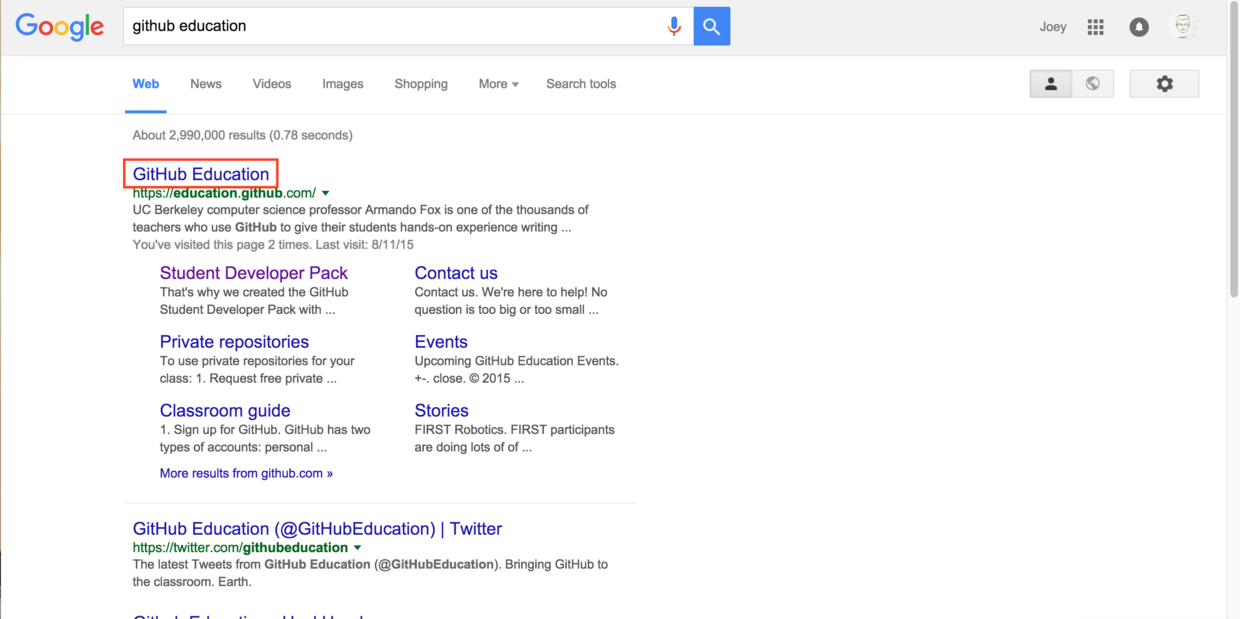 Google
github education
Joey
Web News Videos Images Shopping More Search tools
About 2,990,000 results (0.78 seconds)
GitHub Education
https://education.github.com/
UC Berkeley computer science professor Armando Fox is one of the thousands of
teachers who use GitHub to give their students hands-on experience writing ...
You've visited this page 2 times. Last visit: 8/11/15
Student Developer Pack
That's why we created the GitHub
Student Developer Pack with ...
Contact us
Contact us. We're here to help! No
question is too big or too small ...
Private repositories
To use private repositories for your
class: 1. Request free private ...
Events
Upcoming GitHub Education Events.
+-. close. © 2015 ...
Classroom guide
1. Sign up for GitHub. GitHub has two
types of accounts: personal ...
Stories
FIRST Robotics. FIRST participants
are doing lots of of ...
More results from github.com »
GitHub Education (@GitHubEducation) | Twitter
https://twitter.com/githubeducation
The latest Tweets from GitHub Education (@GitHubEducation). Bringing GitHub to
the classroom. Earth.